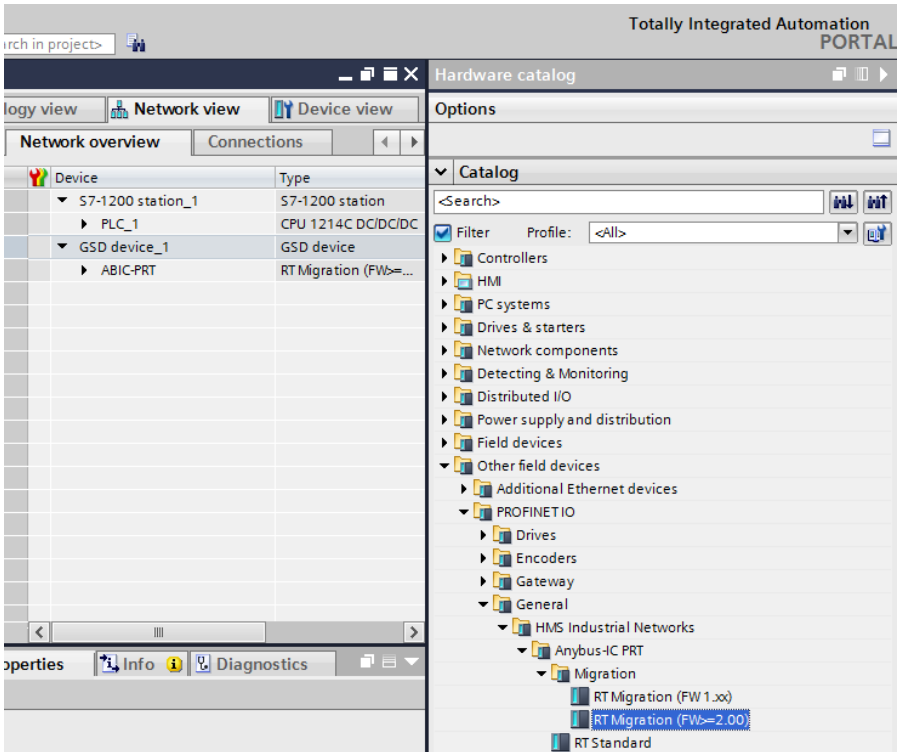 Totally Integrated Automation
PORTAL
rch in project>
Hardware catalog
logy view
Network view
Device view
Options
Network overview
Connections
Catalog
Device
Type
<Search>
S7-1200 station_1
S7-1200 station
PLC_1
CPU 1214C DC/DC/DC
Filter
Profile:
<All>
GSD device_1
GSD device
ABIC-PRT
RT Migration (FW>=...
Controllers
HMI
PC systems
Drives & starters
Network components
Detecting & Monitoring
Distributed I/O
Power supply and distribution
Field devices
Other field devices
Additional Ethernet devices
PROFINET IO
Drives
Encoders
Gateway
General
HMS Industrial Networks
Anybus-IC PRT
Migration
RT Migration (FW 1.xx)
RT Migration (FW>=2.00)
RT Standard
operties
Info
Diagnostics